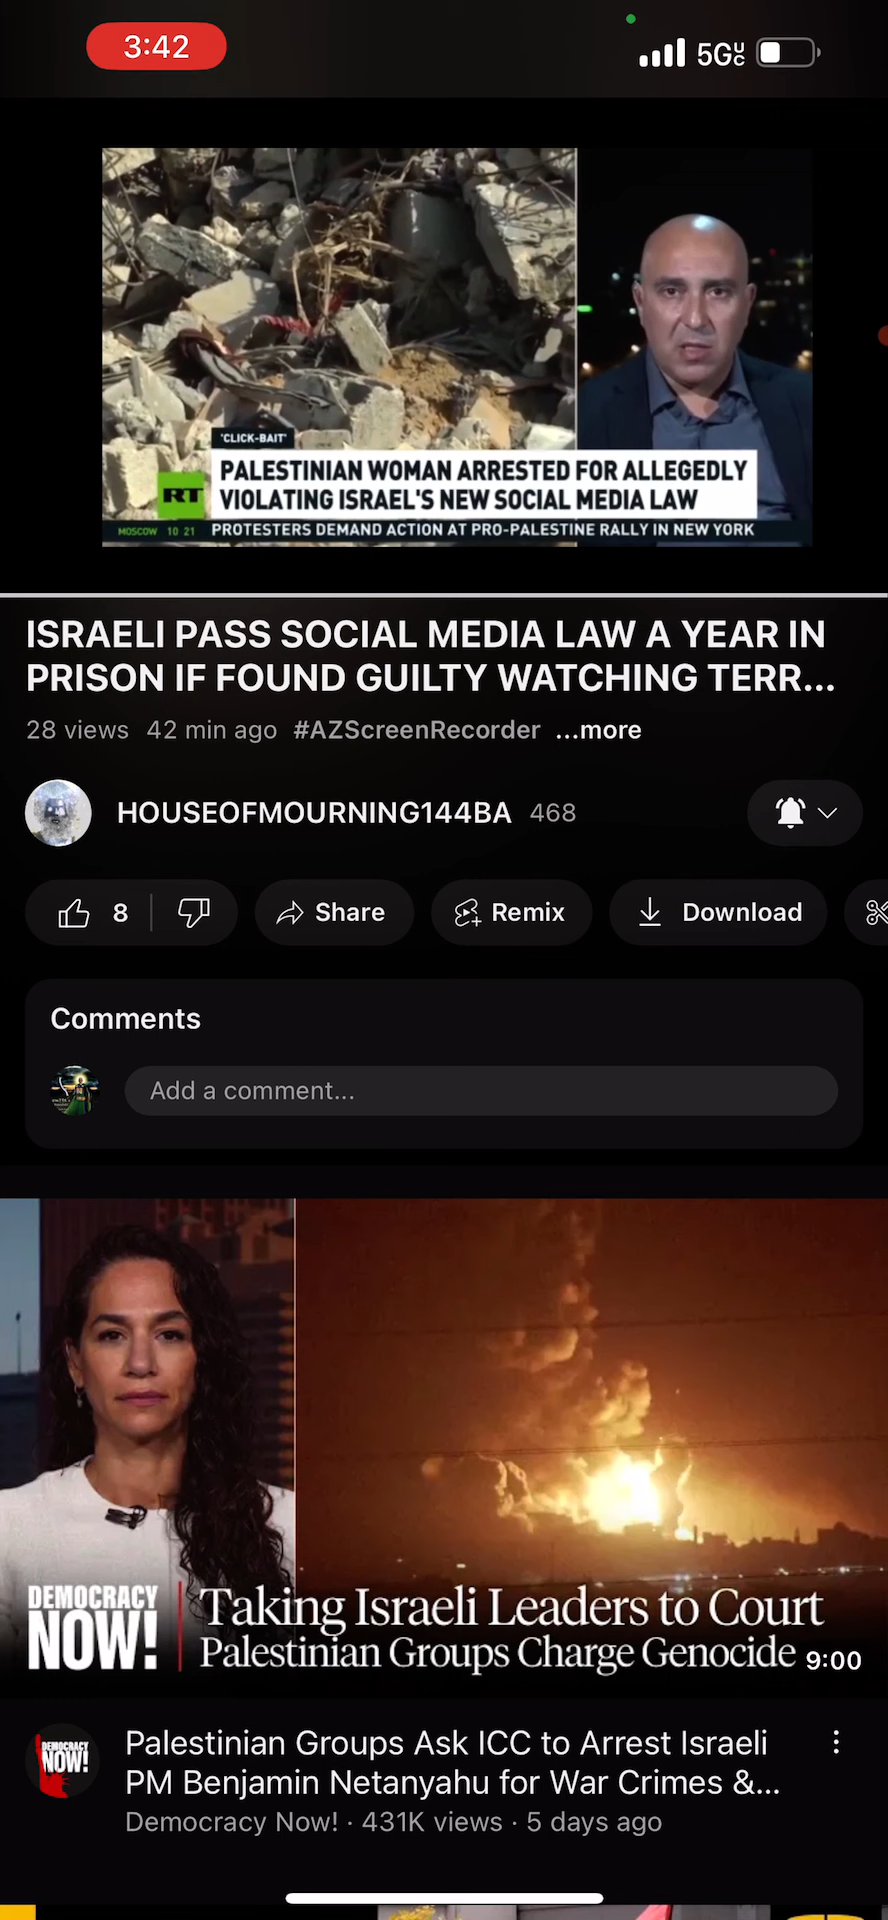 3:42
5G UC
'CLICK-BAIT'
PALESTINIAN WOMAN ARRESTED FOR ALLEGEDLY
VIOLATING ISRAEL'S NEW SOCIAL MEDIA LAW
RT
MOSCOW 10 21 PROTESTERS DEMAND ACTION AT PRO-PALESTINE RALLY IN NEW YORK
ISRAELI PASS SOCIAL MEDIA LAW A YEAR IN
PRISON IF FOUND GUILTY WATCHING TERR...
28 views 42 min ago #AZScreenRecorder ...more
HOUSEOFMOURNING144BA 468
8 Share Remix Download
Comments
Add a comment...
DEMOCRACY
NOW!
Taking Israeli Leaders to Court
Palestinian Groups Charge Genocide 9:00
DEMOCRACY
NOW!
Palestinian Groups Ask ICC to Arrest Israeli
PM Benjamin Netanyahu for War Crimes &...
Democracy Now! · 431K views · 5 days ago